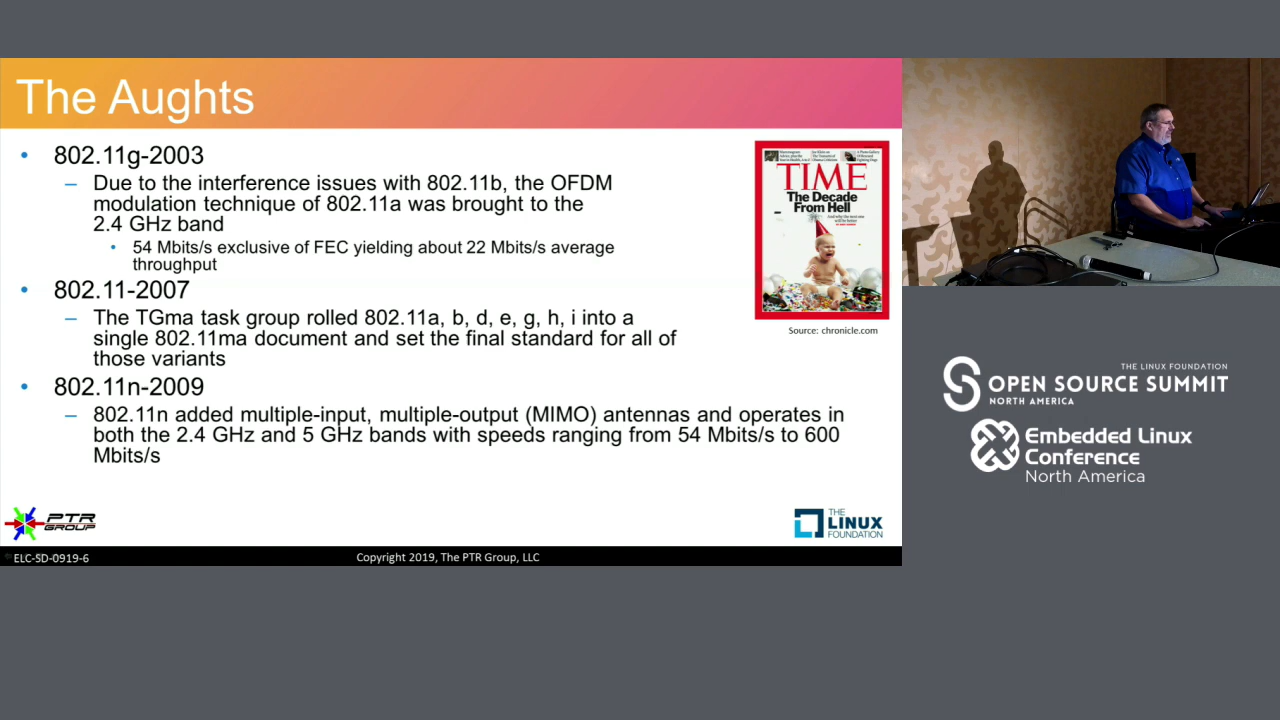 The Aughts
• 802.11g-2003
– Due to the interference issues with 802.11b, the OFDM
modulation technique of 802.11a was brought to the
2.4 GHz band
• 54 Mbits/s exclusive of FEC yielding about 22 Mbits/s average
throughput
• 802.11-2007
– The TGma task group rolled 802.11a, b, d, e, g, h, i into a
single 802.11ma document and set the final standard for all of
those variants
• 802.11n-2009
– 802.11n added multiple-input, multiple-output (MIMO) antennas and operates in
both the 2.4 GHz and 5 GHz bands with speeds ranging from 54 Mbits/s to 600
Mbits/s
TIME
The Decade
From Hell
Source: chronicle.com
PTR
GROUP
THE
LINUX
FOUNDATION
ELC-SD-0919-6
Copyright 2019, The PTR Group, LLC
THE LINUX FOUNDATION
OPEN SOURCE SUMMIT
NORTH AMERICA
Embedded Linux
Conference
North America